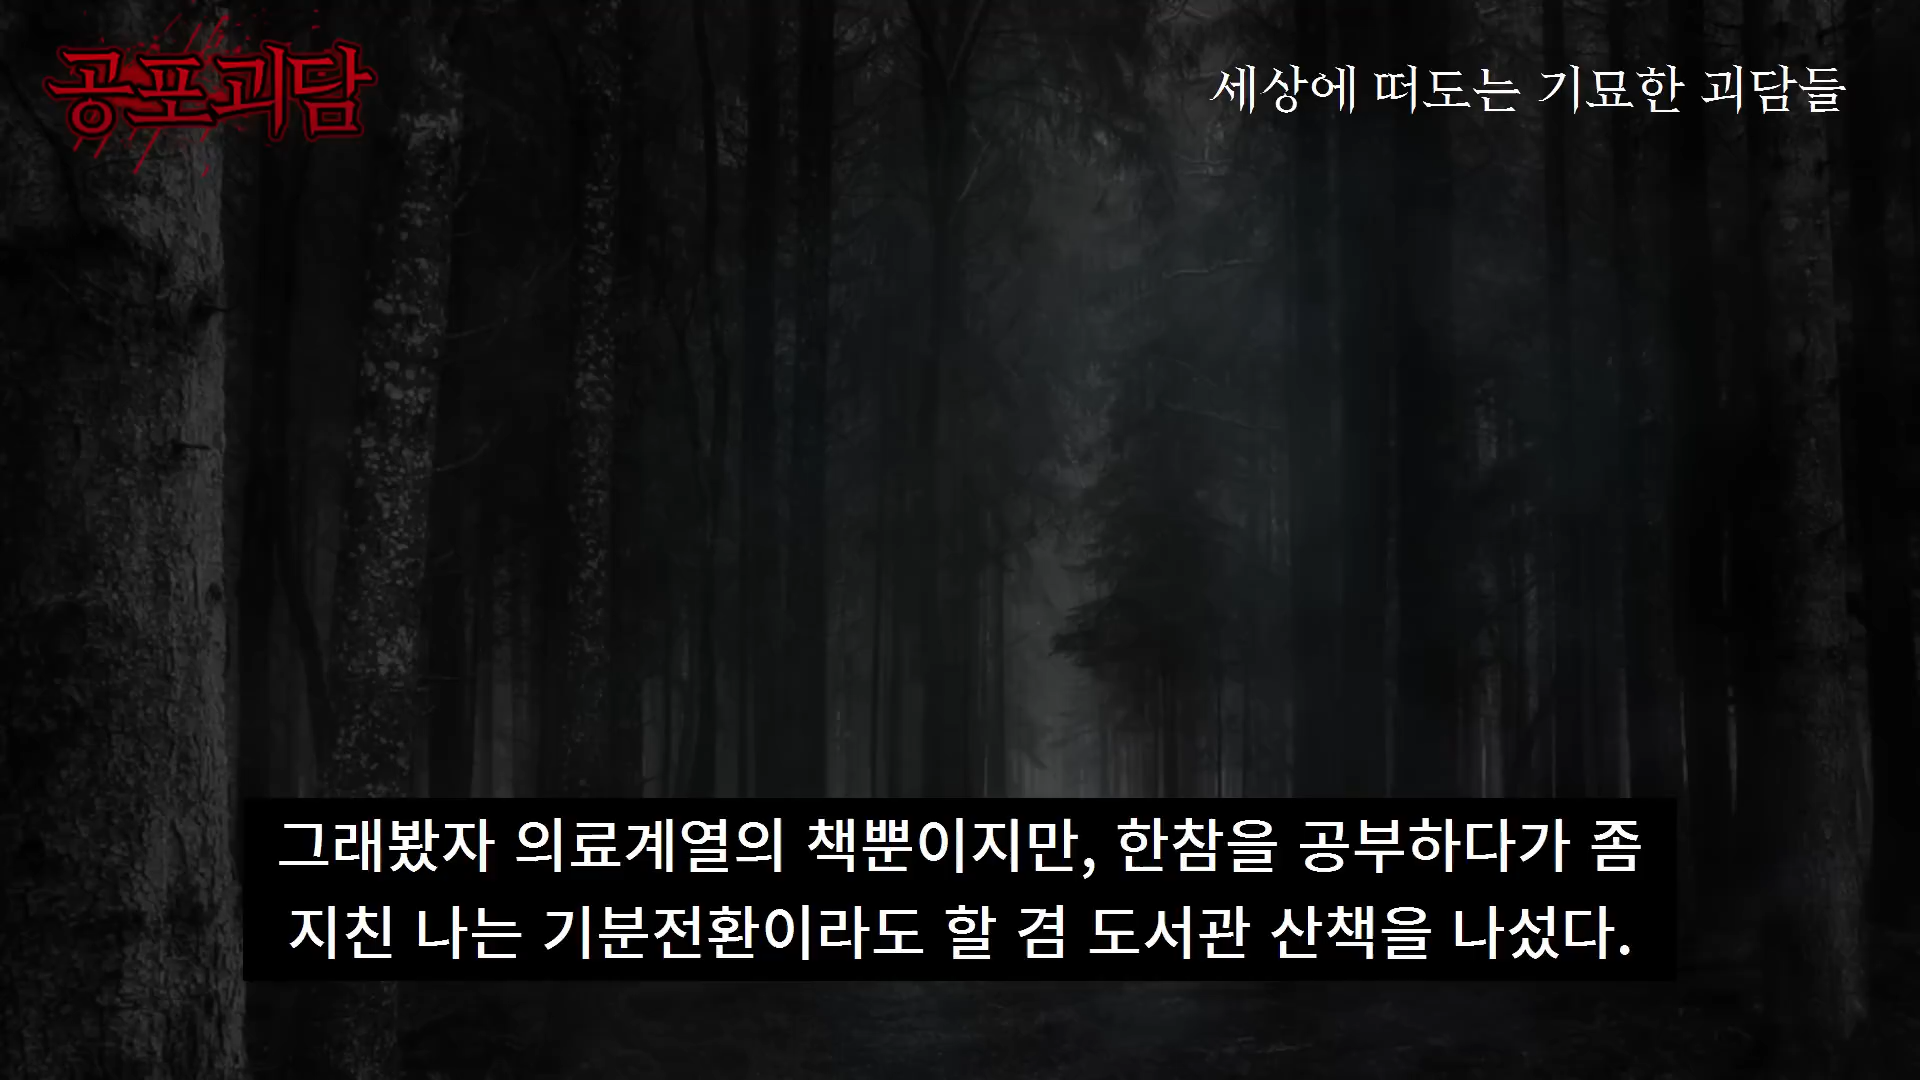 공포괴담
세상에 떠도는 기묘한 괴담들
그래봤자 의료계열의 책뿐이지만, 한참을 공부하다가 좀
지친 나는 기분전환이라도 할 겸 도서관 산책을 나섰다.